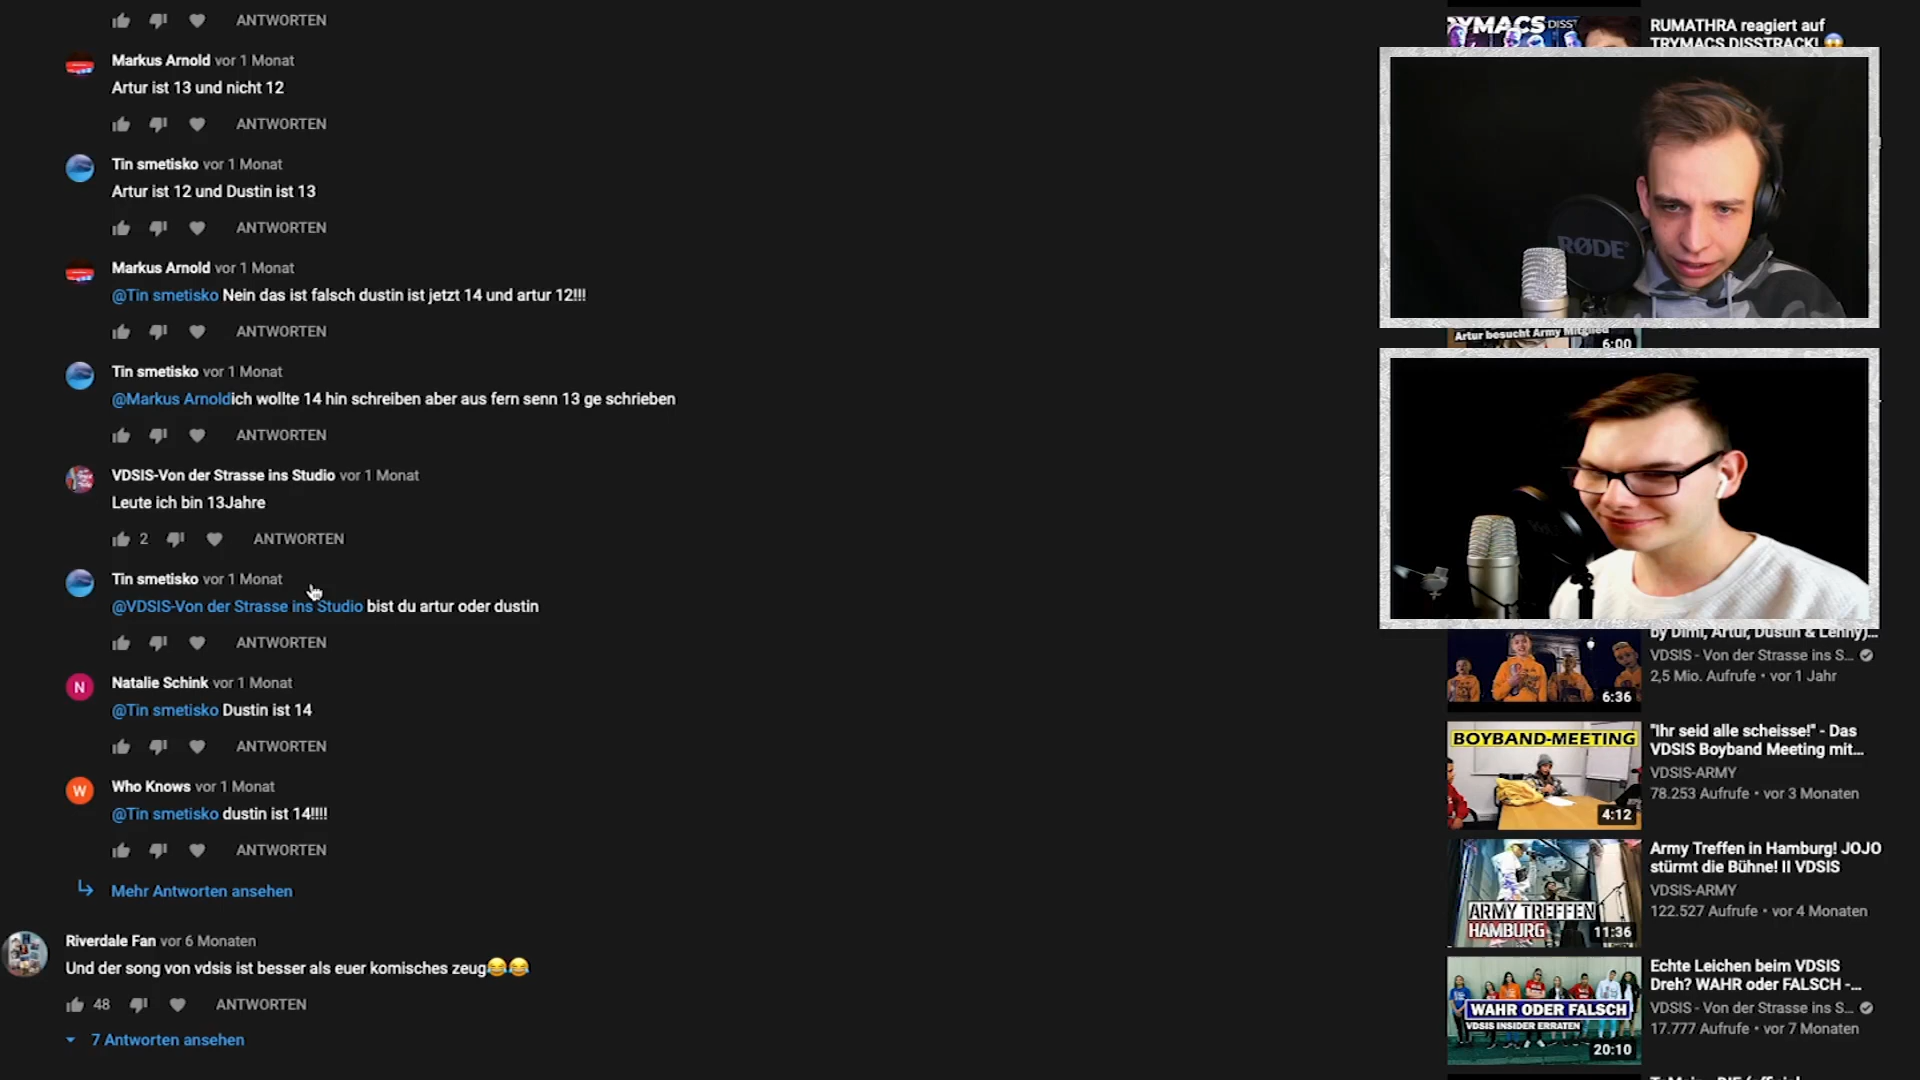 ANTWORTEN
Markus Arnold vor 1 Monat
Artur ist 13 und nicht 12
ANTWORTEN
Tin smetisko vor 1 Monat
Artur ist 12 und Dustin ist 13
ANTWORTEN
Markus Arnold vor 1 Monat
@Tin smetisko Nein das ist falsch dustin ist jetzt 14 und artur 12!!!
ANTWORTEN
Tin smetisko vor 1 Monat
@Markus Arnoldich wollte 14 hin schreiben aber aus fern senn 13 ge schrieben
ANTWORTEN
VDSIS-Von der Strasse ins Studio vor 1 Monat
Leute ich bin 13Jahre
2 ANTWORTEN
Tin smetisko vor 1 Monat
@VDSIS-Von der Strasse ins Studio bist du artur oder dustin
ANTWORTEN
N
Natalie Schink vor 1 Monat
@Tin smetisko Dustin ist 14
ANTWORTEN
W
Who Knows vor 1 Monat
@Tin smetisko dustin ist 14!!!!
ANTWORTEN
Mehr Antworten ansehen
Riverdale Fan vor 6 Monaten
Und der song von vdsis ist besser als euer komisches zeug😂😂
48 ANTWORTEN
7 Antworten ansehen
RYMACS DISST
RUMATHRA reagiert auf
TRYMACS DISSTRACK! 😱
RØDE
Artur besucht Army Mitglied
6:00
by Dimi, Artur, Dustin & Lenny)...
VDSIS - Von der Strasse ins S...
2,5 Mio. Aufrufe • vor 1 Jahr
6:36
BOYBAND-MEETING
4:12
"Ihr seid alle scheisse!" - Das
VDSIS Boyband Meeting mit...
VDSIS-ARMY
78.253 Aufrufe • vor 3 Monaten
ARMY TREFFEN
HAMBURG
11:36
Army Treffen in Hamburg! JOJO
stürmt die Bühne! II VDSIS
VDSIS-ARMY
122.527 Aufrufe • vor 4 Monaten
WAHR ODER FALSCH
VDSIS INSIDER ERRATEN
20:10
Echte Leichen beim VDSIS
Dreh? WAHR oder FALSCH -...
VDSIS - Von der Strasse ins S...
17.777 Aufrufe • vor 7 Monaten